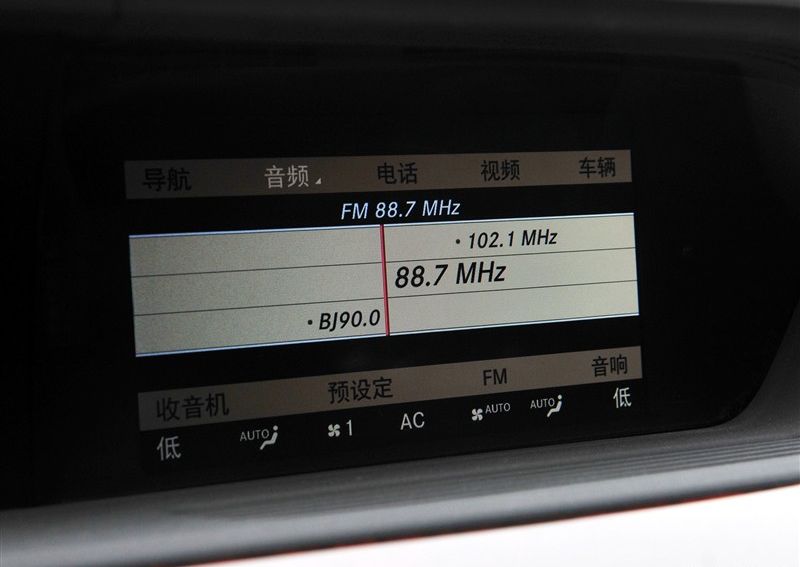 导航 音频 电话 视频 车辆
FM 88.7 MHz
• 102.1 MHz
88.7 MHz
• BJ90.0
收音机 预设定 FM 音响
低 AUTO 1 AC AUTO AUTO 低